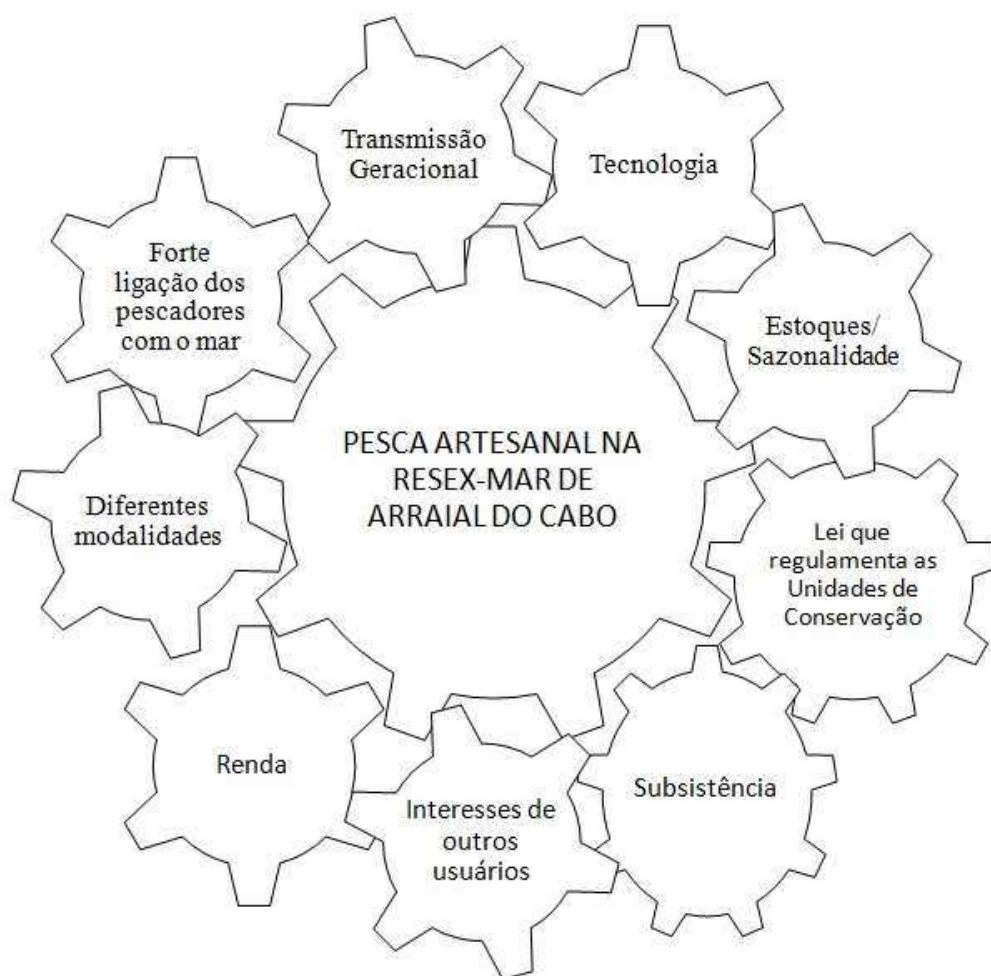 Transmissão
Geracional
Tecnologia
Forte
ligação dos
pescadores
com o mar
Estoques/
Sazonalidade
PESCA ARTESANAL NA
RESEX-MAR DE
ARRAIAL DO CABO
Diferentes
modalidades
Lei que
regulamenta as
Unidades de
Conservação
Renda
Subsistência
Interesses de
outros
usuários